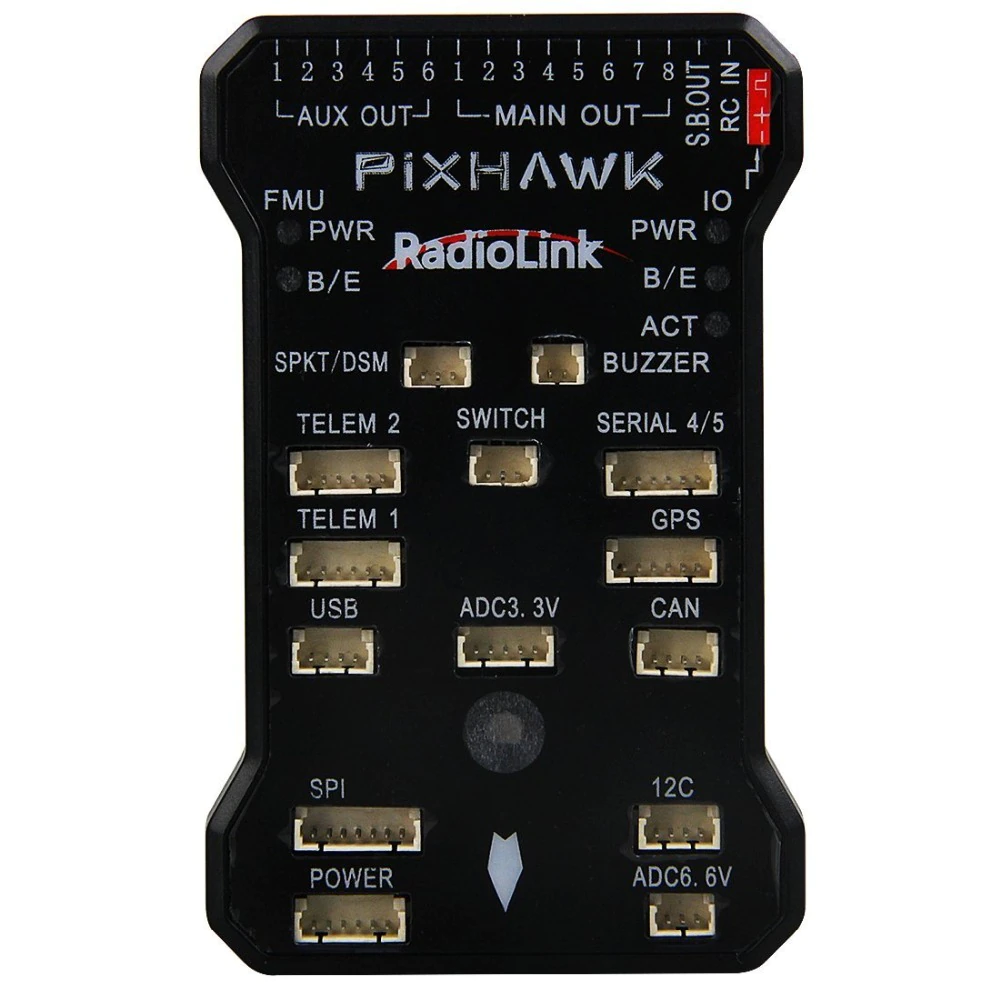 1 2 3 4 5 6 1 2 3 4 5 6 7 8 S.B.OUT RC IN
AUX OUT MAIN OUT - +
PiXHAWK
FMU IO
PWR RadioLink PWR
B/E B/E
ACT
SPKT/DSM BUZZER
TELEM 2 SWITCH SERIAL 4/5
TELEM 1 GPS
USB ADC3.3V CAN
SPI 12C
POWER ADC6.6V